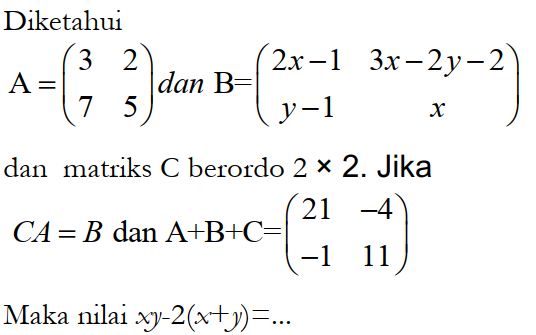 Diketahui
A = (3 2; 7 5) dan B= (2x−1 3x−2y−2; y−1 x)
dan matriks C berordo 2 × 2. Jika
CA = B dan A+B+C= (21 −4; −1 11)
Maka nilai xy-2(x+y)=...